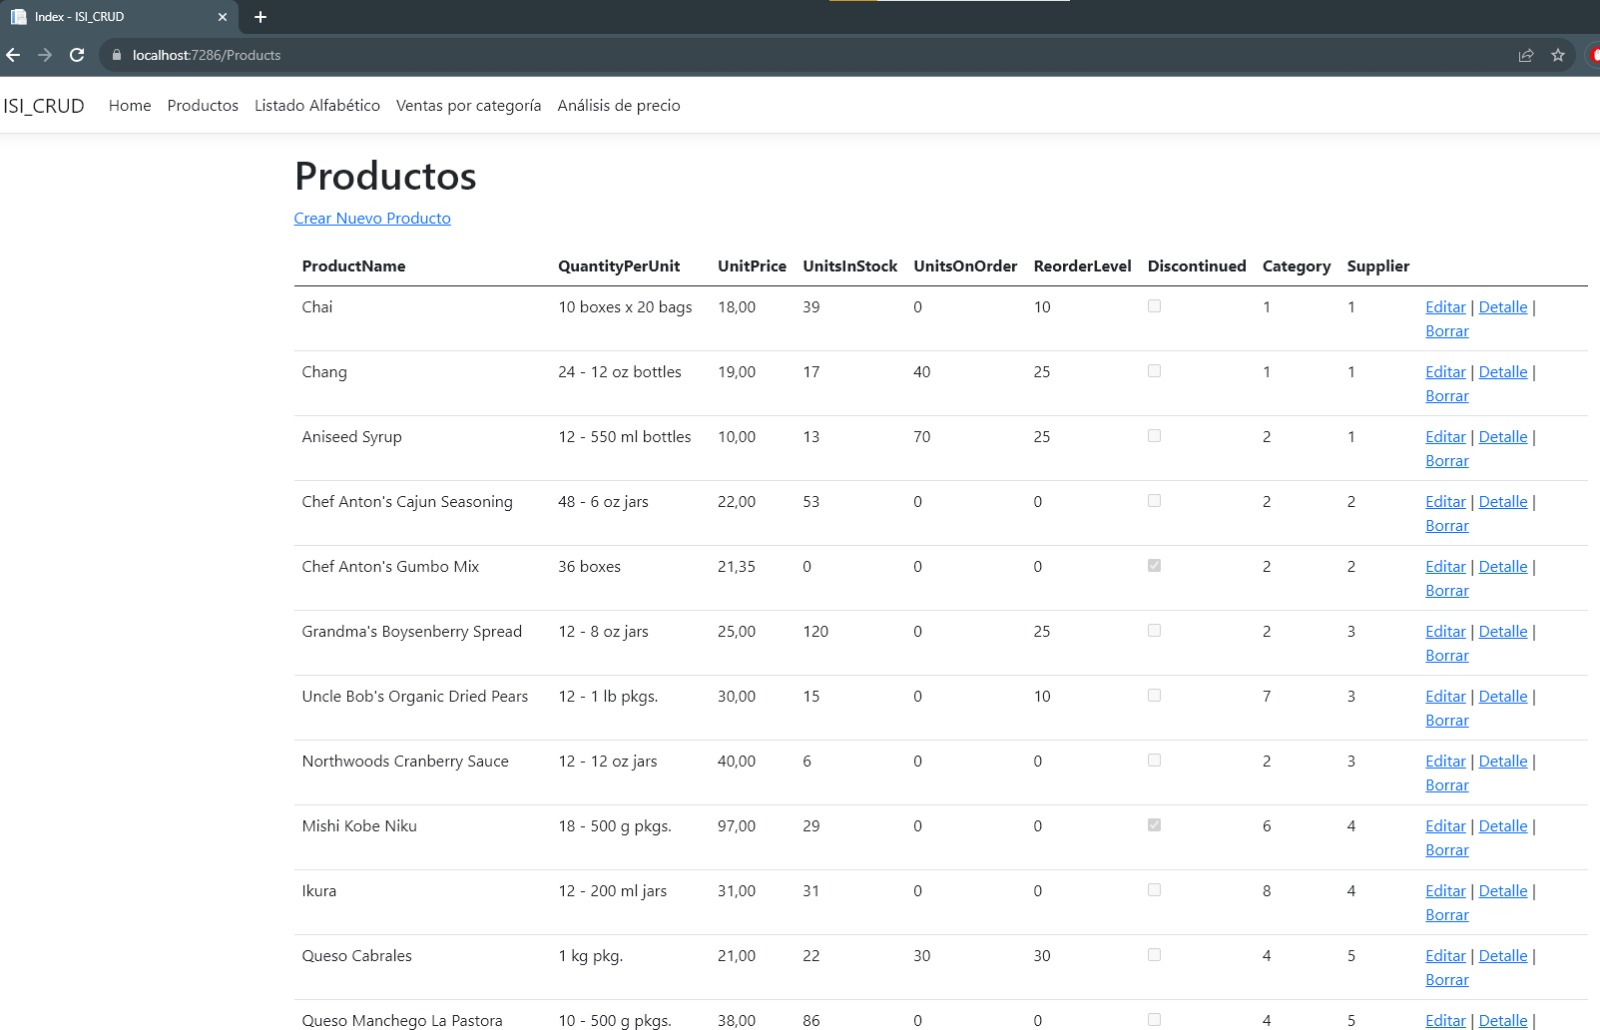 Index - ISI_CRUD
localhost:7286/Products
ISI_CRUD Home Productos Listado Alfabético Ventas por categoría Análisis de precio
Productos
Crear Nuevo Producto
ProductName QuantityPerUnit UnitPrice UnitsInStock UnitsOnOrder ReorderLevel Discontinued Category Supplier
Chai 10 boxes x 20 bags 18,00 39 0 10 1 1 Editar | Detalle |
Borrar
Chang 24 - 12 oz bottles 19,00 17 40 25 1 1 Editar | Detalle |
Borrar
Aniseed Syrup 12 - 550 ml bottles 10,00 13 70 25 2 1 Editar | Detalle |
Borrar
Chef Anton's Cajun Seasoning 48 - 6 oz jars 22,00 53 0 0 2 2 Editar | Detalle |
Borrar
Chef Anton's Gumbo Mix 36 boxes 21,35 0 0 0 2 2 Editar | Detalle |
Borrar
Grandma's Boysenberry Spread 12 - 8 oz jars 25,00 120 0 25 2 3 Editar | Detalle |
Borrar
Uncle Bob's Organic Dried Pears 12 - 1 lb pkgs. 30,00 15 0 10 7 3 Editar | Detalle |
Borrar
Northwoods Cranberry Sauce 12 - 12 oz jars 40,00 6 0 0 2 3 Editar | Detalle |
Borrar
Mishi Kobe Niku 18 - 500 g pkgs. 97,00 29 0 0 6 4 Editar | Detalle |
Borrar
Ikura 12 - 200 ml jars 31,00 31 0 0 8 4 Editar | Detalle |
Borrar
Queso Cabrales 1 kg pkg. 21,00 22 30 30 4 5 Editar | Detalle |
Borrar
Queso Manchego La Pastora 10 - 500 g pkgs. 38,00 86 0 0 4 5 Editar | Detalle |